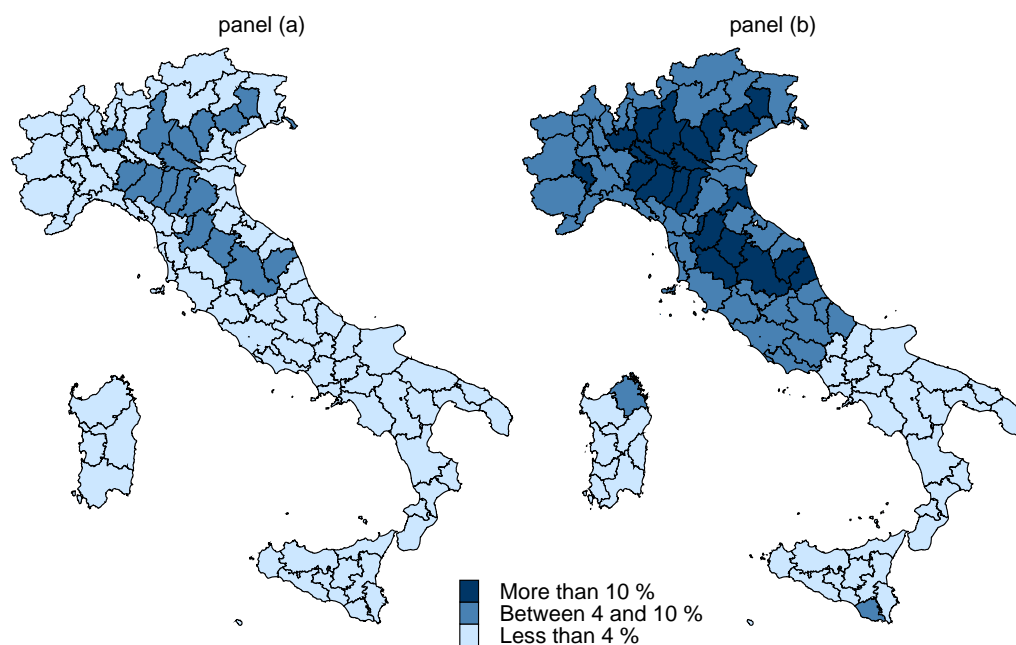 panel (a)
panel (b)
More than 10 %
Between 4 and 10 %
Less than 4 %